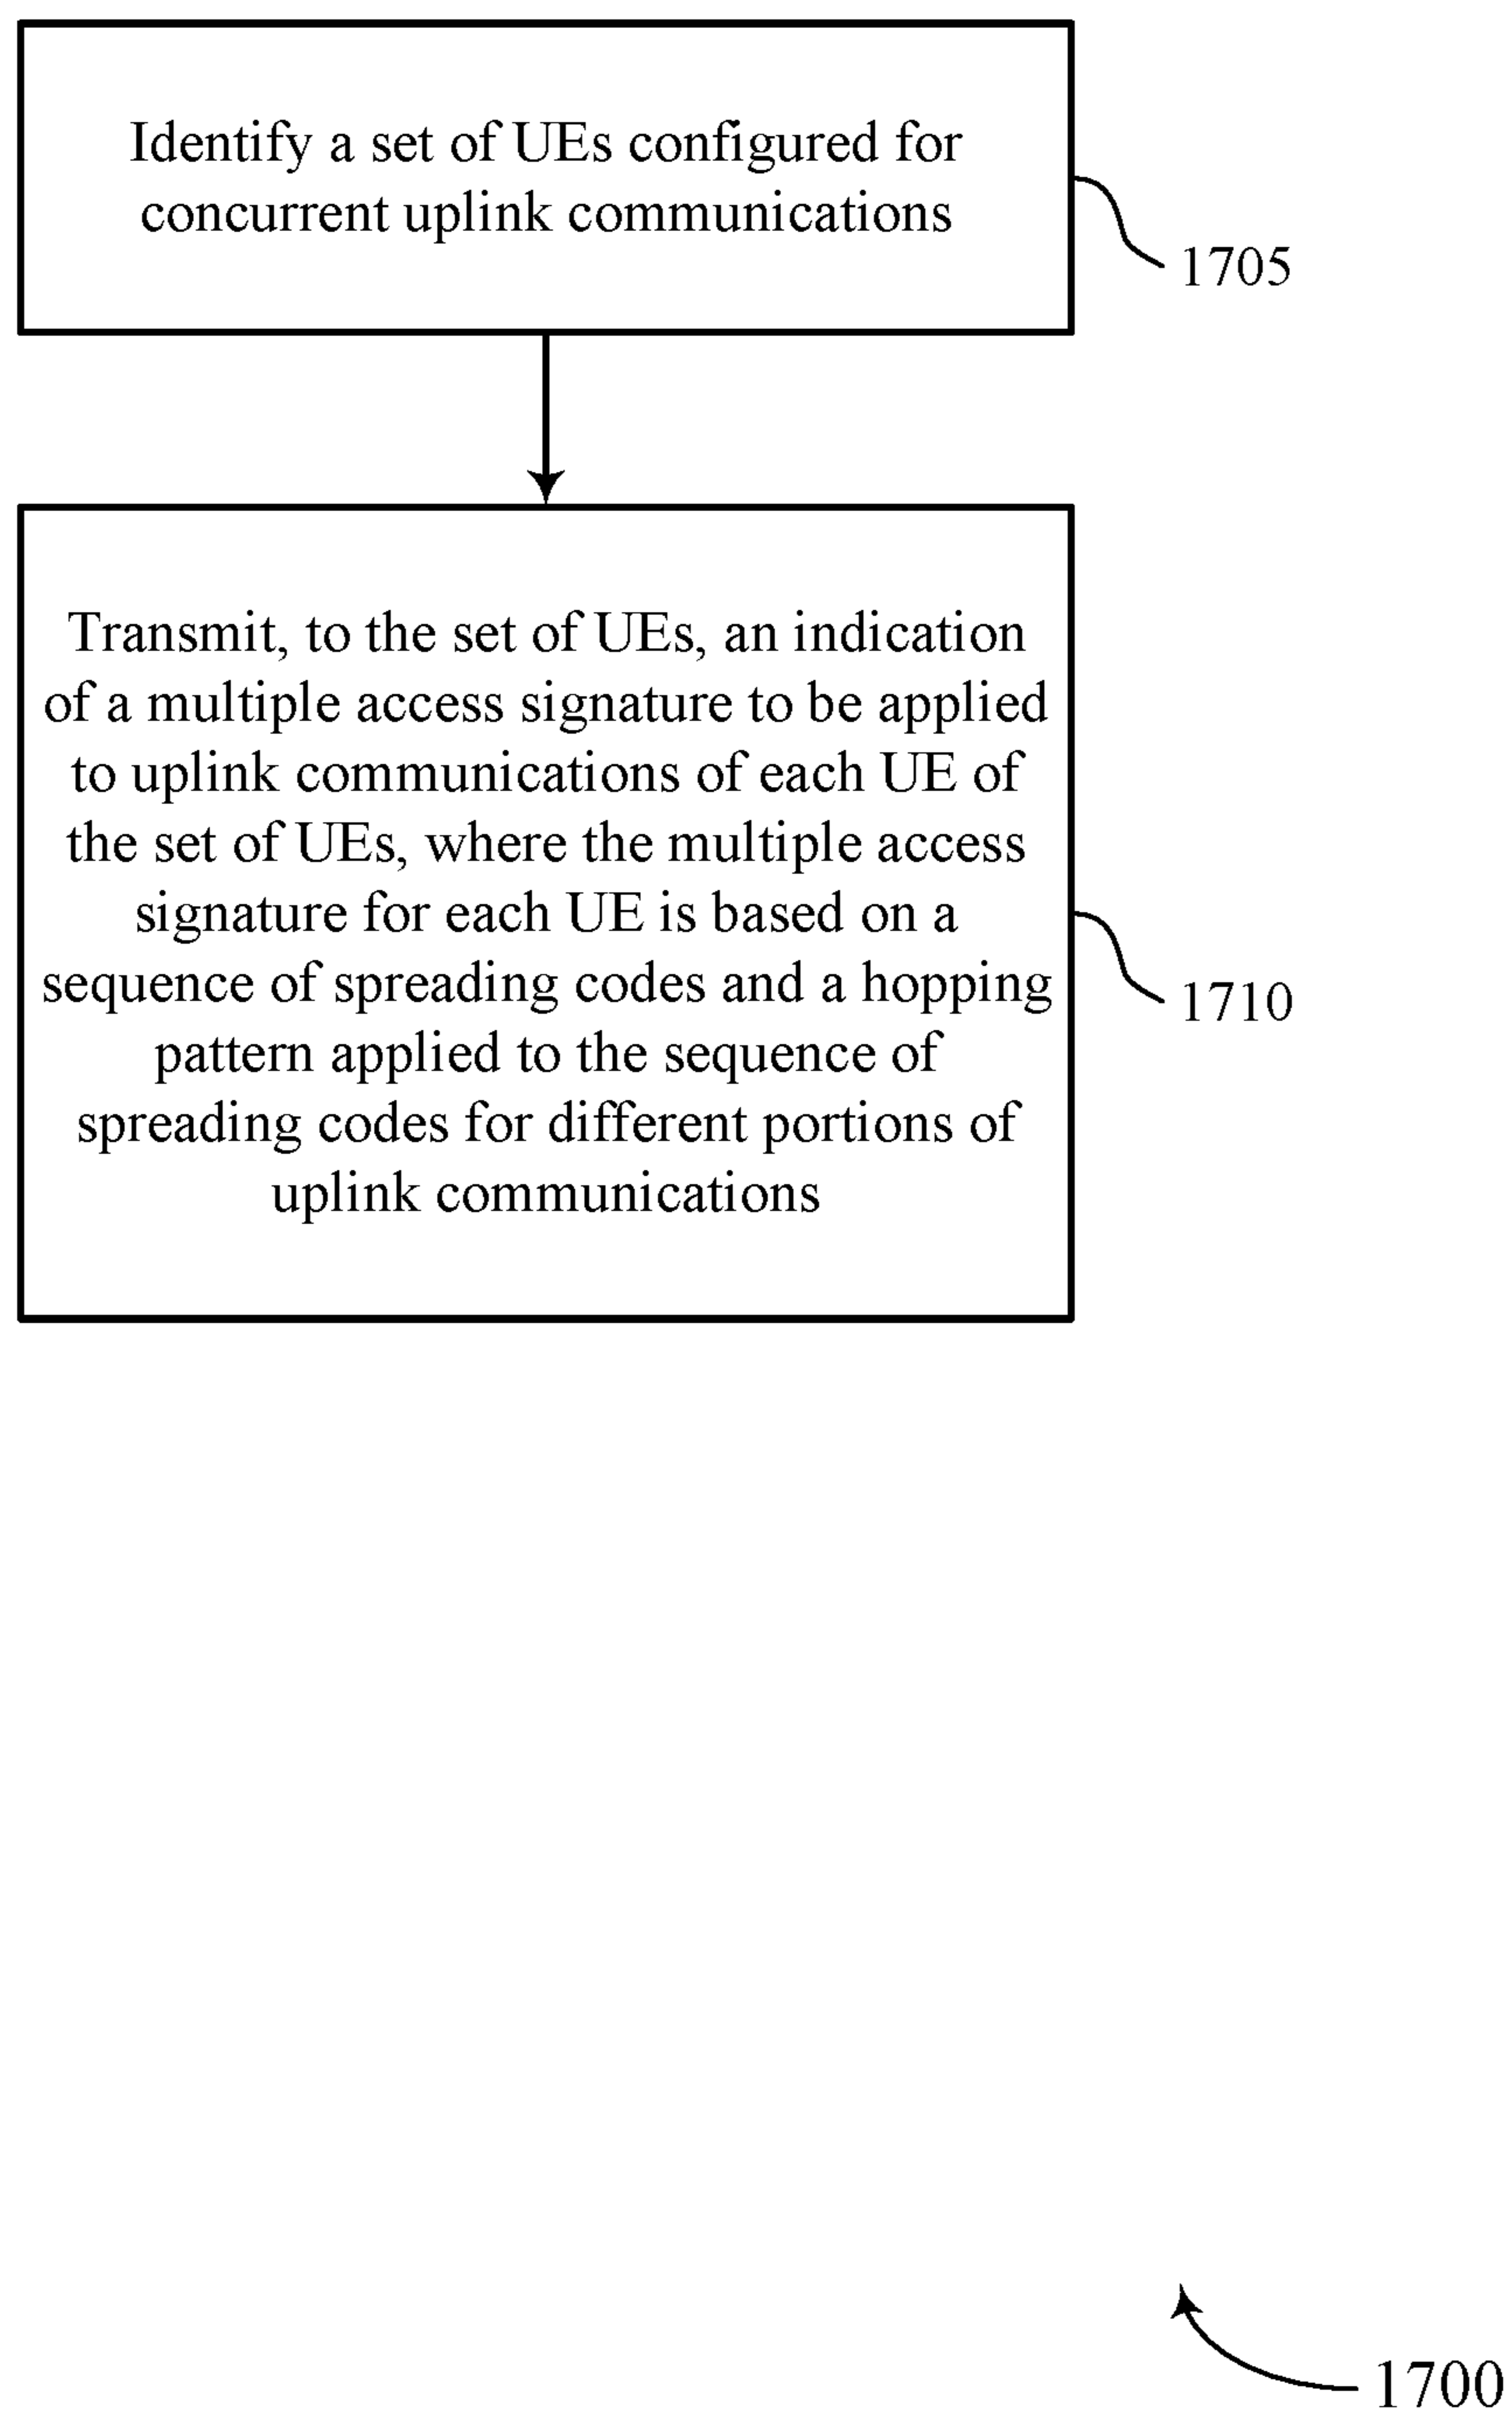 Identify a set of UEs configured for
concurrent uplink communications
1705
Transmit, to the set of UEs, an indication
of a multiple access signature to be applied
to uplink communications of each UE of
the set of UEs, where the multiple access
signature for each UE is based on a
sequence of spreading codes and a hopping
pattern applied to the sequence of
spreading codes for different portions of
uplink communications
1710
1700